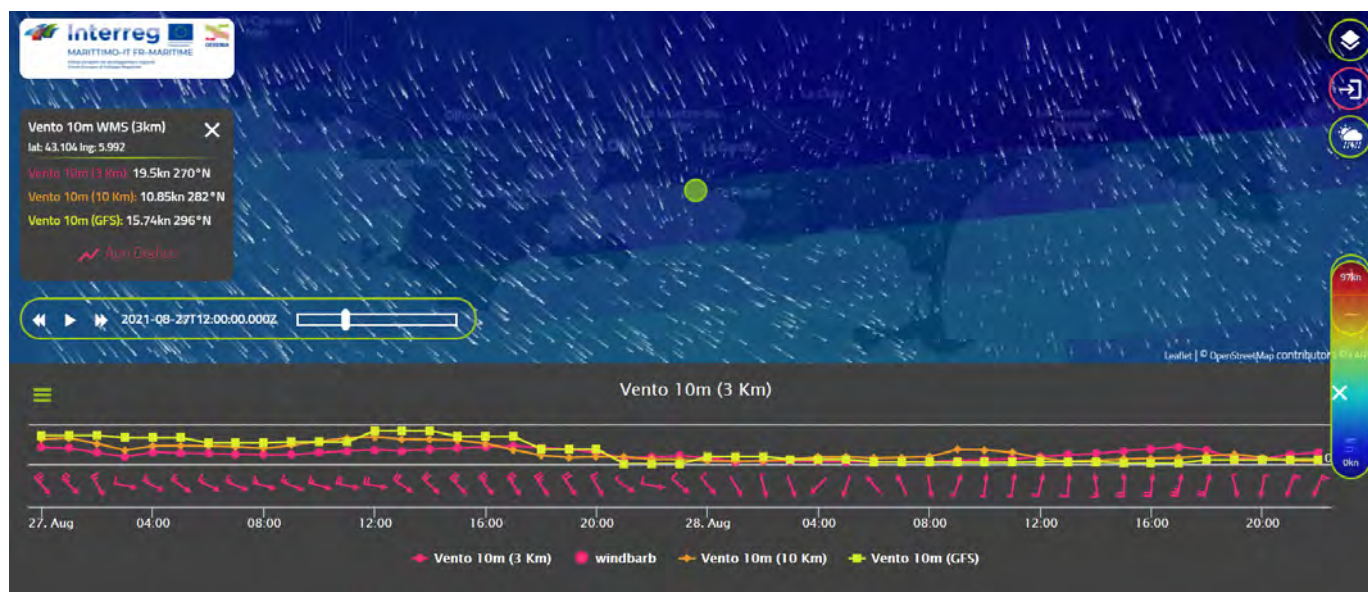 Interreg
MARITTIMO-IT FR-MARITIME
GEREMIA
Vento 10m WMS (3km)
lat: 43.104 lng: 5.992
Vento 10m (3 Km): 19.5kn 270°N
Vento 10m (10 Km): 10.85kn 282°N
Vento 10m (GFS): 15.74kn 296°N
2021-08-27T12:00:00.000Z
97kn
Leaflet | © OpenStreetMap contributors
Vento 10m (3 Km)
0kn
0
27. Aug 04:00 08:00 12:00 16:00 20:00 28. Aug 04:00 08:00 12:00 16:00 20:00
Vento 10m (3 Km) windbarb Vento 10m (10 Km) Vento 10m (GFS)